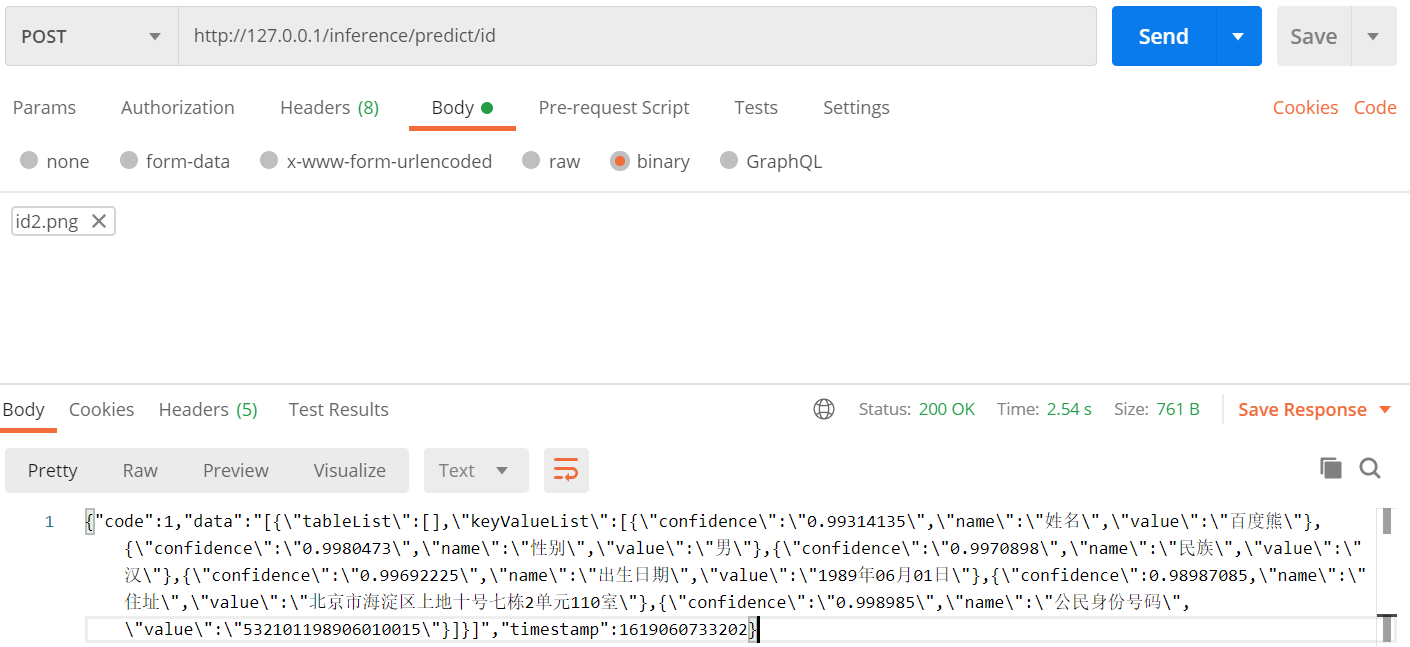 POST http://127.0.0.1/inference/predict/id Send Save
Params Authorization Headers (8) Body Pre-request Script Tests Settings Cookies Code
none form-data x-www-form-urlencoded raw binary GraphQL
id2.png
Body Cookies Headers (5) Test Results Status: 200 OK Time: 2.54 s Size: 761 B Save Response
Pretty Raw Preview Visualize Text
1 {"code":1,"data":"[{\"tableList\":[],\"keyValueList\":[{\"confidence\":\"0.99314135\",\"name\":\"姓名\",\"value\":\"百度熊\"},
{\"confidence\":\"0.9980473\",\"name\":\"性别\",\"value\":\"男\"},{\"confidence\":\"0.9970898\",\"name\":\"民族\",\"value\":\"
汉\"},{\"confidence\":\"0.99692225\",\"name\":\"出生日期\",\"value\":\"1989年06月01日\"},{\"confidence\":0.98987085,\"name\":\"
住址\",\"value\":\"北京市海淀区上地十号七栋2单元110室\"},{\"confidence\":\"0.998985\",\"name\":\"公民身份号码\",
\"value\":\"532101198906010015\"}]}]","timestamp":1619060733202}